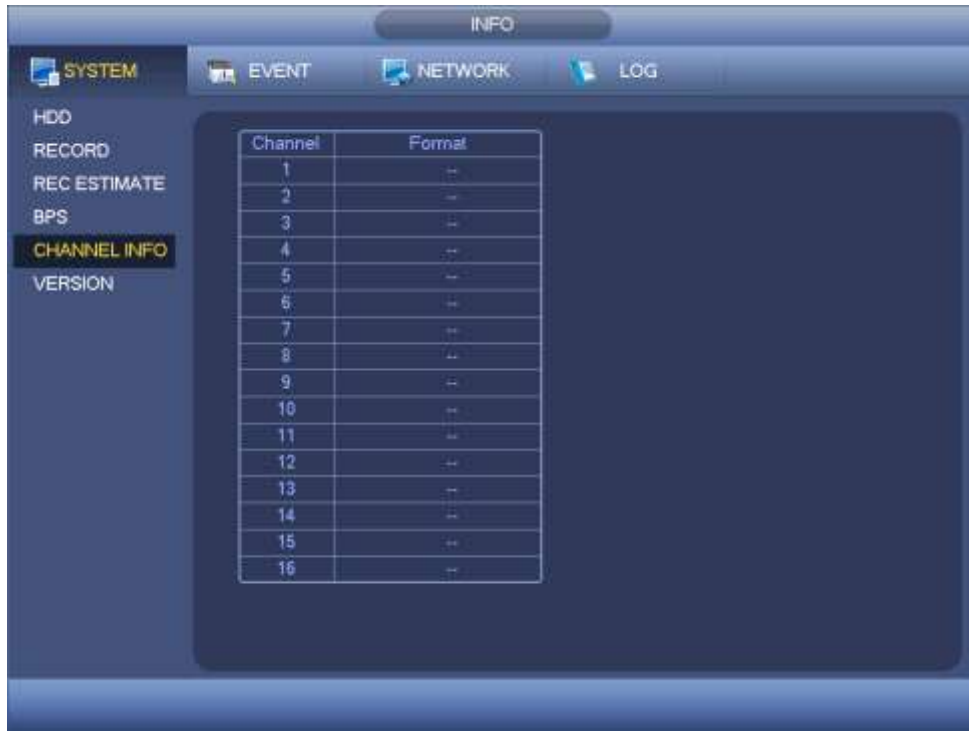 INFO
SYSTEM EVENT NETWORK LOG
HDD
RECORD
REC ESTIMATE
BPS
CHANNEL INFO
VERSION
Channel Format
1 --
2 --
3 --
4 --
5 --
6 --
7 --
8 --
9 --
10 --
11 --
12 --
13 --
14 --
15 --
16 --